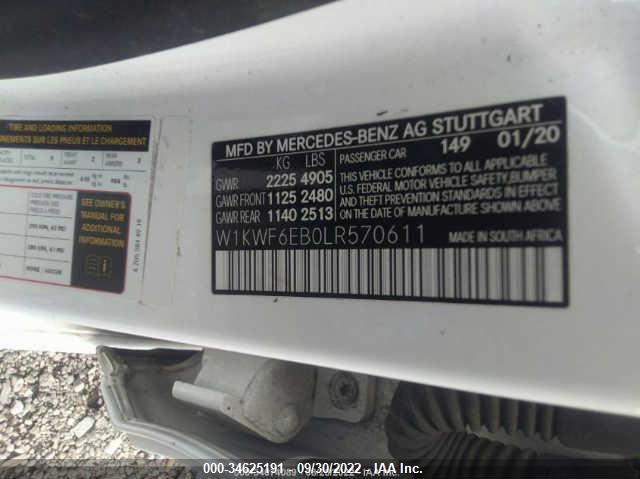 TIRE AND LOADING INFORMATION
SEE OWNER'S
MANUAL FOR
ADDITIONAL
INFORMATION
MFD BY MERCEDES-BENZ AG STUTTGART
KG LBS PASSENGER CAR 149 01/20
GVWR 2225 4905
GAWR FRONT 1125 2480
GAWR REAR 1140 2513
THIS VEHICLE CONFORMS TO ALL APPLICABLE
U.S. FEDERAL MOTOR VEHICLE SAFETY, BUMPER,
AND THEFT PREVENTION STANDARDS IN EFFECT
ON THE DATE OF MANUFACTURE SHOWN ABOVE.
W1KWF6EB0LR570611 MADE IN SOUTH AFRICA
000-34625191 - 09/30/2022 - IAA Inc.